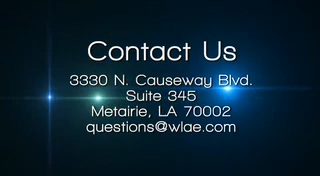 Contact Us
3330 N. Causeway Blvd.
Suite 345
Metairie, LA 70002
questions@wlae.com